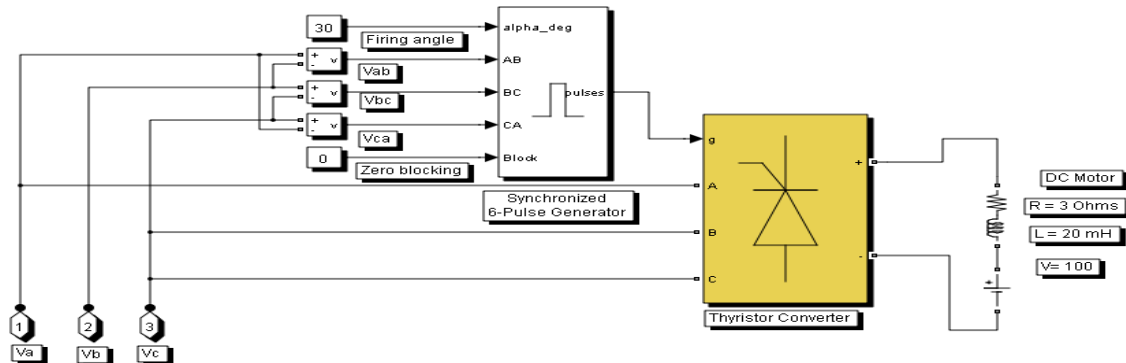 30
alpha_deg
Firing angle
+
-
v
AB
Vab
+
-
v
BC
pulses
Vbc
+
-
v
CA
Vca
0
Block
Zero blocking
g
+
DC Motor
A
Synchronized
6-Pulse Generator
R = 3 Ohms
B
L = 20 mH
-
V= 100
C
+
Thyristor Converter
1
2
3
Va
Vb
Vc